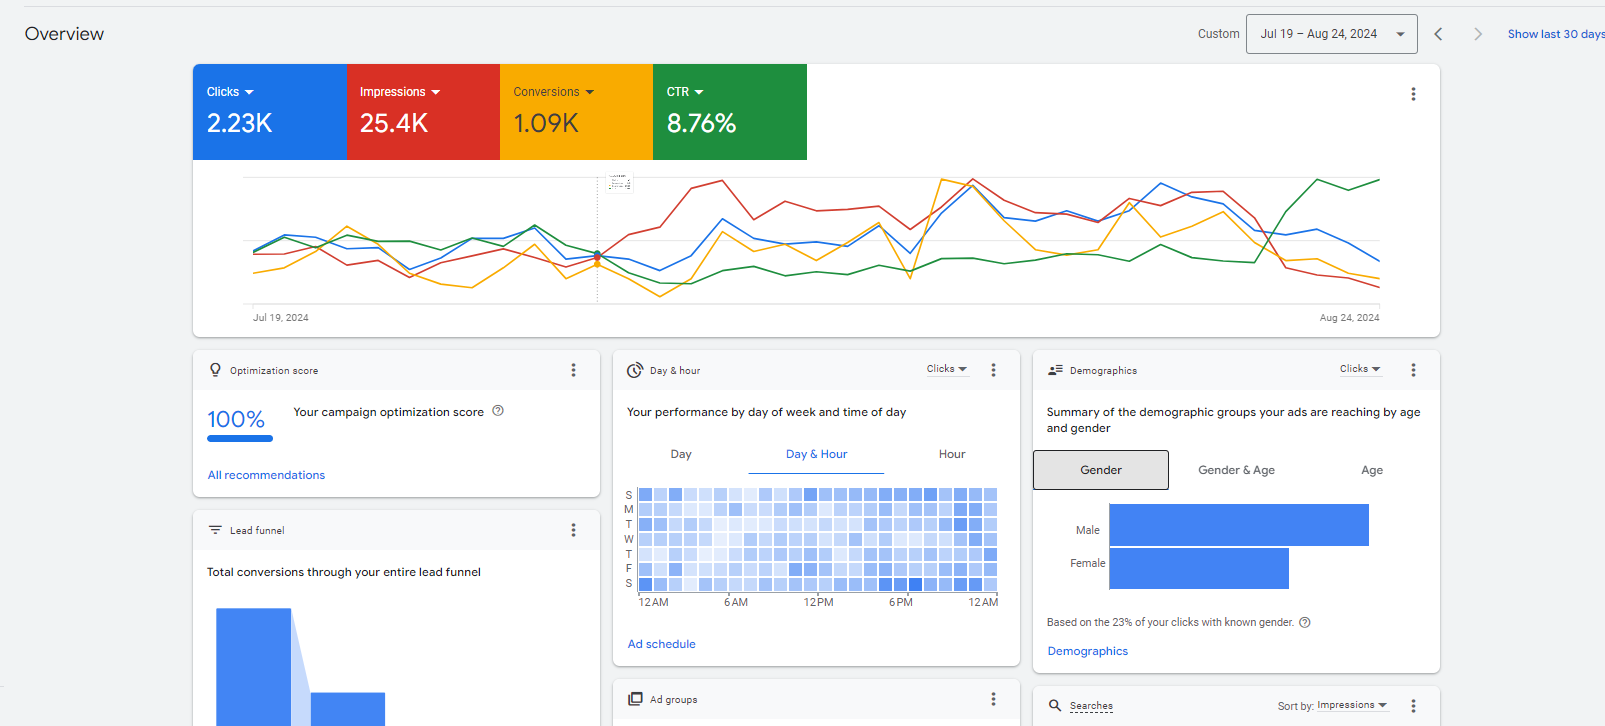 Overview
Custom
Jul 19 – Aug 24, 2024
Show last 30 days
Clicks
2.23K
Impressions
25.4K
Conversions
1.09K
CTR
8.76%
Jul 19, 2024
Aug 24, 2024
Optimization score
100%
Your campaign optimization score
All recommendations
Lead funnel
Total conversions through your entire lead funnel
Day & hour
Clicks
Your performance by day of week and time of day
Day
Day & Hour
Hour
S
M
T
W
T
F
S
12 AM
6 AM
12 PM
6 PM
12 AM
Ad schedule
Ad groups
Demographics
Clicks
Summary of the demographic groups your ads are reaching by age
and gender
Gender
Gender & Age
Age
Male
Female
Based on the 23% of your clicks with known gender.
Demographics
Searches
Sort by: Impressions